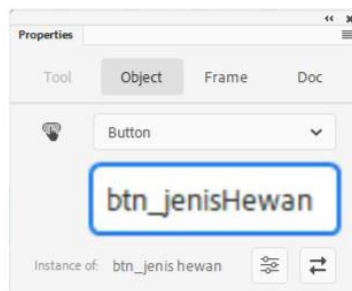 Properties
Tool Object Frame Doc
Button
btn_jenisHewan
Instance of: btn_jenis hewan